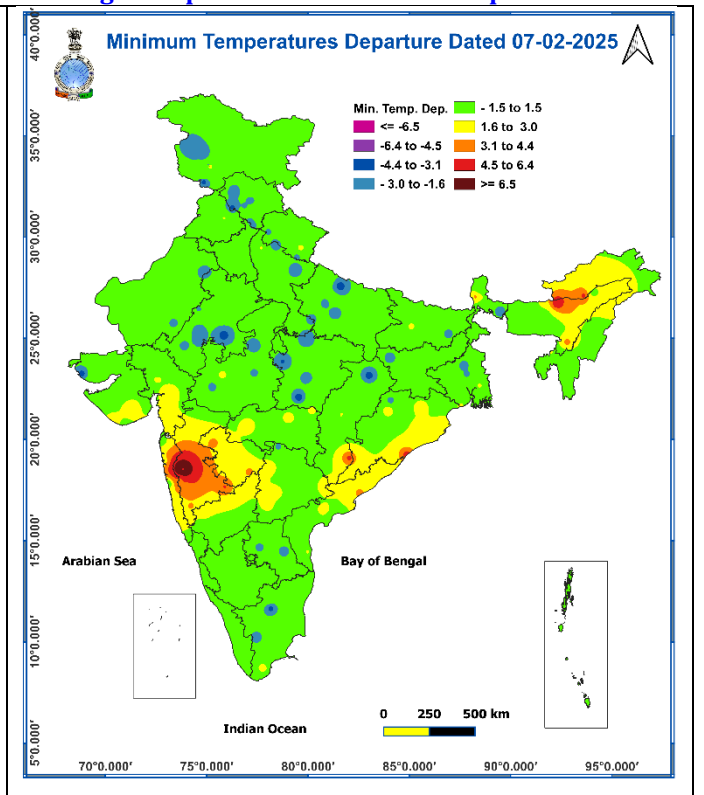 Minimum Temperatures Departure Dated 07-02-2025
Min. Temp. Dep.
<= -6.5
-6.4 to -4.5
-4.4 to -3.1
- 3.0 to -1.6
- 1.5 to 1.5
1.6 to 3.0
3.1 to 4.4
4.5 to 6.4
>= 6.5
40°0.000'
35°0.000'
30°0.000'
25°0.000'
20°0.000'
15°0.000'
10°0.000'
5°0.000'
Arabian Sea
Bay of Bengal
Indian Ocean
0 250 500 km
70°0.000' 75°0.000' 80°0.000' 85°0.000' 90°0.000' 95°0.000'